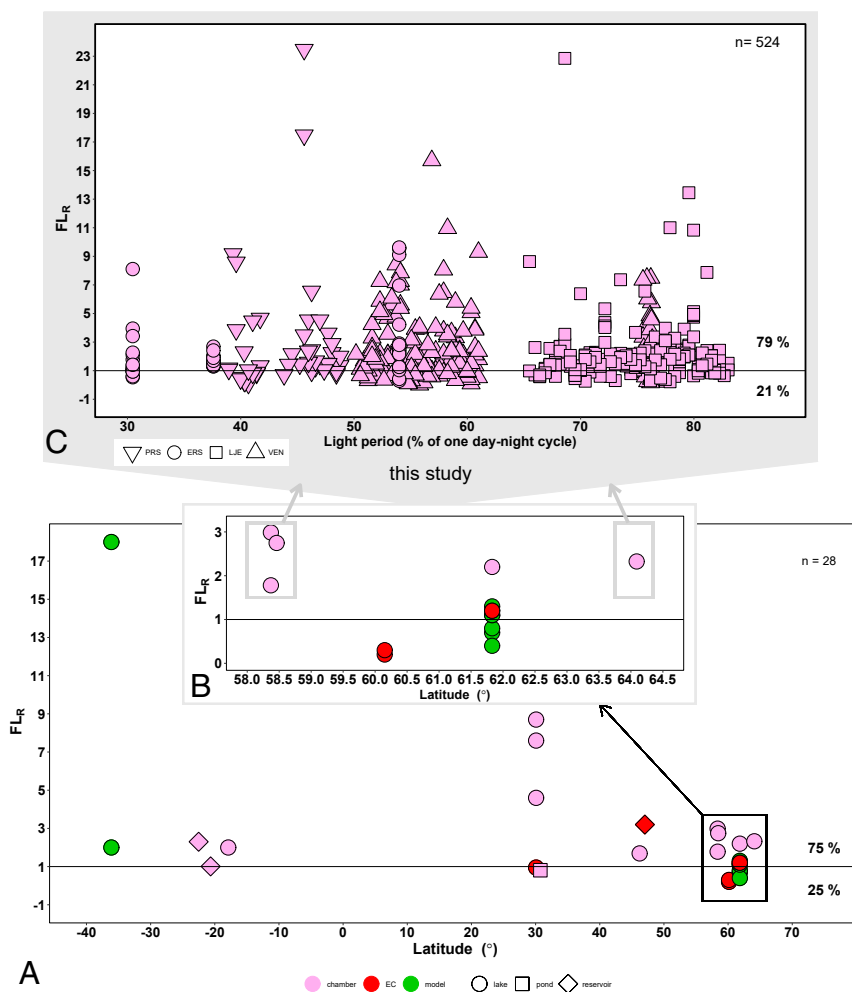 n= 524
23
21
19
17
15
13
11
9
7
5
3
1
-1
FL_R
79 %
21 %
30
40
50
60
70
80
Light period (% of one day-night cycle)
C
PRS ERS LJE VEN
this study
3
2
1
0
FL_R
58.0 58.5 59.0 59.5 60.0 60.5 61.0 61.5 62.0 62.5 63.0 63.5 64.0 64.5
Latitude (°)
B
n = 28
17
15
13
11
9
7
5
3
1
-1
FL_R
75 %
25 %
-40 -30 -20 -10 0 10 20 30 40 50 60 70
Latitude (°)
A
chamber EC model lake pond reservoir